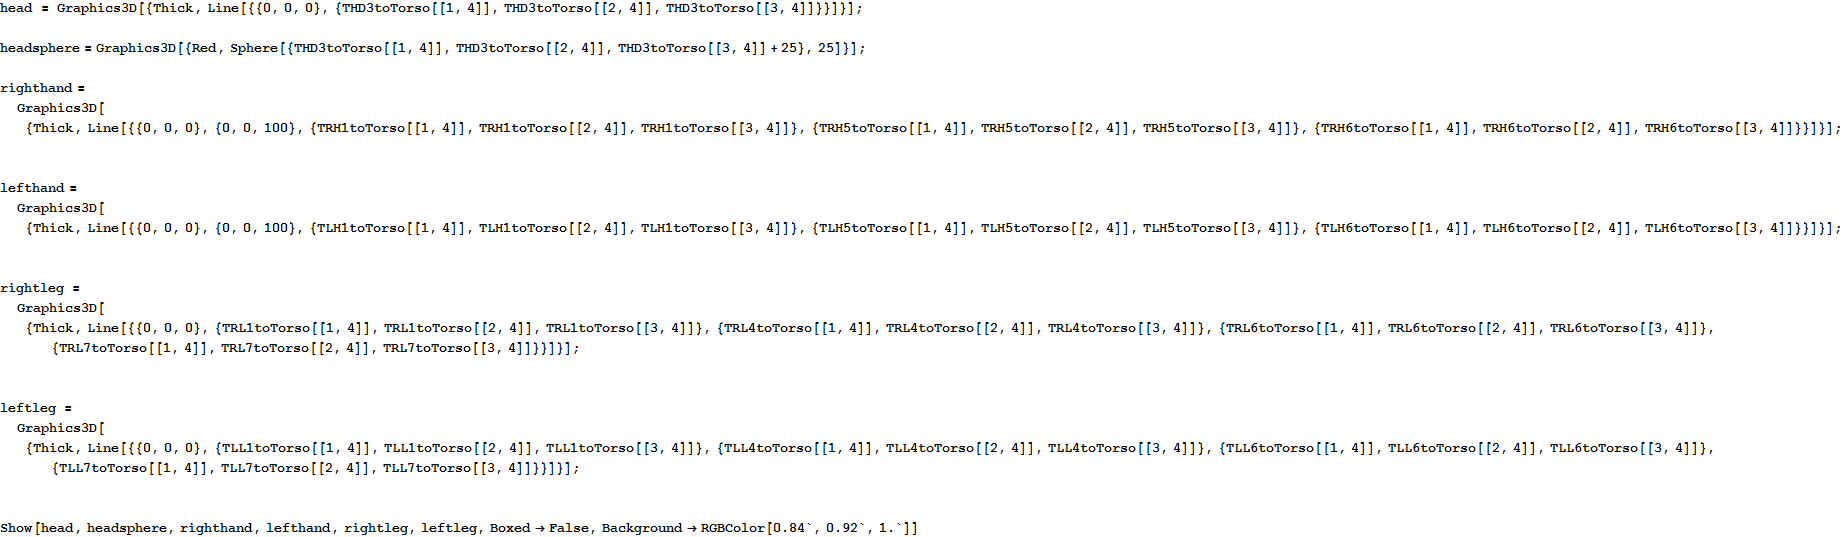 head = Graphics3D[{Thick, Line[{{0, 0, 0}, {THD3toTorso[[1, 4]], THD3toTorso[[2, 4]], THD3toTorso[[3, 4]]}}]}];
headsphere = Graphics3D[{Red, Sphere[{THD3toTorso[[1, 4]], THD3toTorso[[2, 4]], THD3toTorso[[3, 4]] + 25}, 25]}];
righthand =
Graphics3D[
{Thick, Line[{{0, 0, 0}, {0, 0, 100}, {TRH1toTorso[[1, 4]], TRH1toTorso[[2, 4]], TRH1toTorso[[3, 4]]}, {TRH5toTorso[[1, 4]], TRH5toTorso[[2, 4]], TRH5toTorso[[3, 4]]}, {TRH6toTorso[[1, 4]], TRH6toTorso[[2, 4]], TRH6toTorso[[3, 4]]}}]}];
lefthand =
Graphics3D[
{Thick, Line[{{0, 0, 0}, {0, 0, 100}, {TLH1toTorso[[1, 4]], TLH1toTorso[[2, 4]], TLH1toTorso[[3, 4]]}, {TLH5toTorso[[1, 4]], TLH5toTorso[[2, 4]], TLH5toTorso[[3, 4]]}, {TLH6toTorso[[1, 4]], TLH6toTorso[[2, 4]], TLH6toTorso[[3, 4]]}}]}];
rightleg =
Graphics3D[
{Thick, Line[{{0, 0, 0}, {TRL1toTorso[[1, 4]], TRL1toTorso[[2, 4]], TRL1toTorso[[3, 4]]}, {TRL4toTorso[[1, 4]], TRL4toTorso[[2, 4]], TRL4toTorso[[3, 4]]}, {TRL6toTorso[[1, 4]], TRL6toTorso[[2, 4]], TRL6toTorso[[3, 4]]},
{TRL7toTorso[[1, 4]], TRL7toTorso[[2, 4]], TRL7toTorso[[3, 4]]}}]}];
leftleg =
Graphics3D[
{Thick, Line[{{0, 0, 0}, {TLL1toTorso[[1, 4]], TLL1toTorso[[2, 4]], TLL1toTorso[[3, 4]]}, {TLL4toTorso[[1, 4]], TLL4toTorso[[2, 4]], TLL4toTorso[[3, 4]]}, {TLL6toTorso[[1, 4]], TLL6toTorso[[2, 4]], TLL6toTorso[[3, 4]]},
{TLL7toTorso[[1, 4]], TLL7toTorso[[2, 4]], TLL7toTorso[[3, 4]]}}]}];
Show[head, headsphere, righthand, lefthand, rightleg, leftleg, Boxed → False, Background → RGBColor[0.84`, 0.92`, 1.`]]